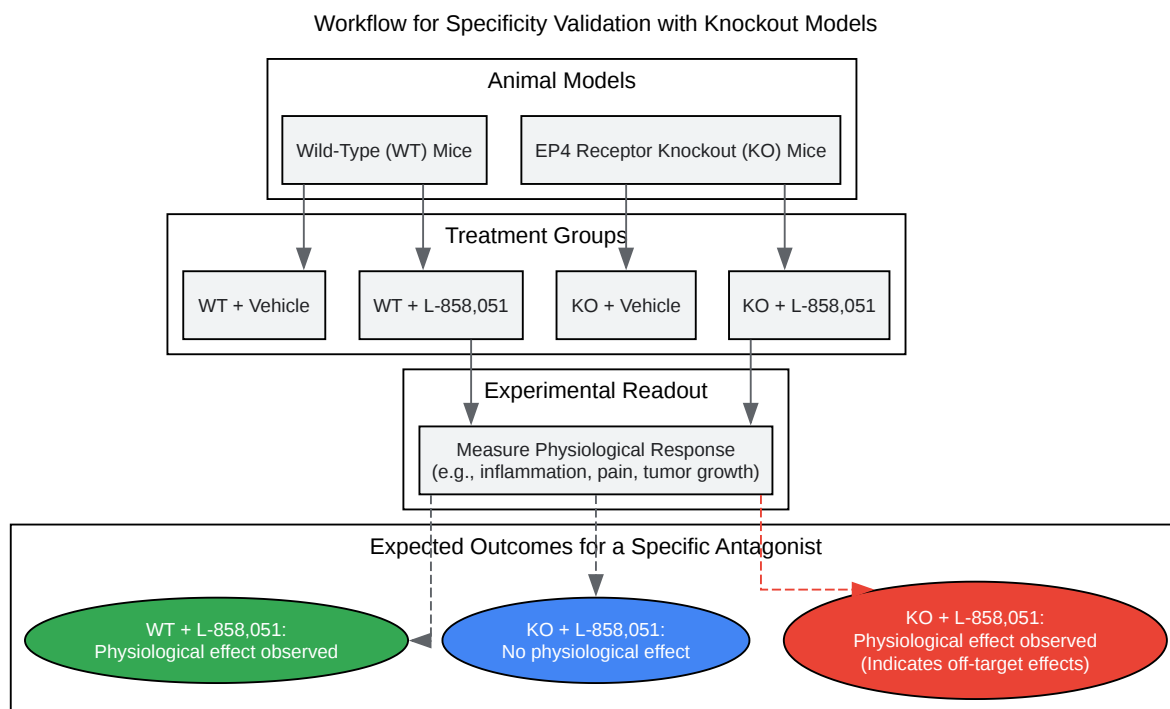 Workflow for Specificity Validation with Knockout Models
Animal Models
Wild-Type (WT) Mice
EP4 Receptor Knockout (KO) Mice
Treatment Groups
WT + Vehicle
WT + L-858,051
KO + Vehicle
KO + L-858,051
Experimental Readout
Measure Physiological Response
(e.g., inflammation, pain, tumor growth)
Expected Outcomes for a Specific Antagonist
WT + L-858,051:
Physiological effect observed
KO + L-858,051:
No physiological effect
KO + L-858,051:
Physiological effect observed
(Indicates off-target effects)